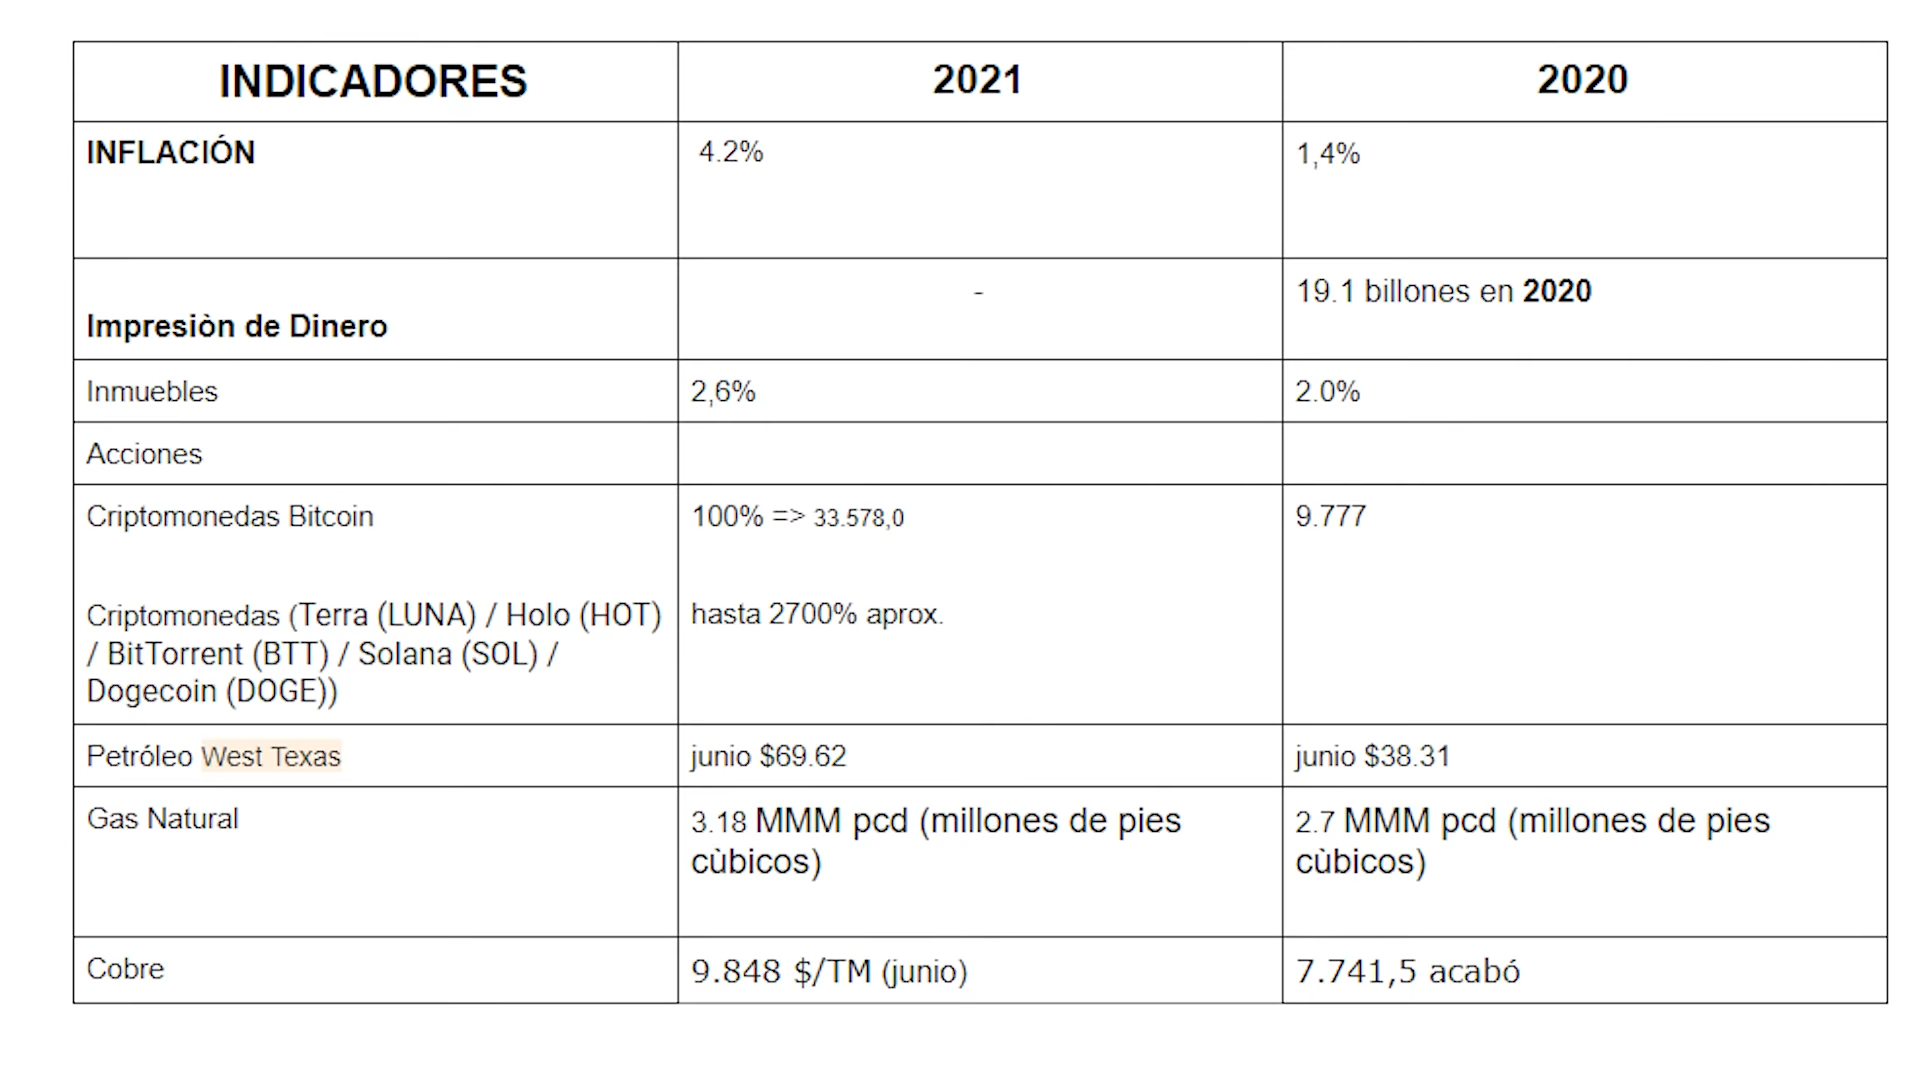 INDICADORES 2021 2020
INFLACIÓN 4.2% 1,4%
Impresiòn de Dinero - 19.1 billones en 2020
Inmuebles 2,6% 2.0%
Acciones
Criptomonedas Bitcoin 100% => 33.578,0 9.777
Criptomonedas (Terra (LUNA) / Holo (HOT) hasta 2700% aprox.
/ BitTorrent (BTT) / Solana (SOL) /
Dogecoin (DOGE))
Petróleo West Texas junio $69.62 junio $38.31
Gas Natural 3.18 MMM pcd (millones de pies 2.7 MMM pcd (millones de pies
cùbicos) cùbicos)
Cobre 9.848 $/TM (junio) 7.741,5 acabó